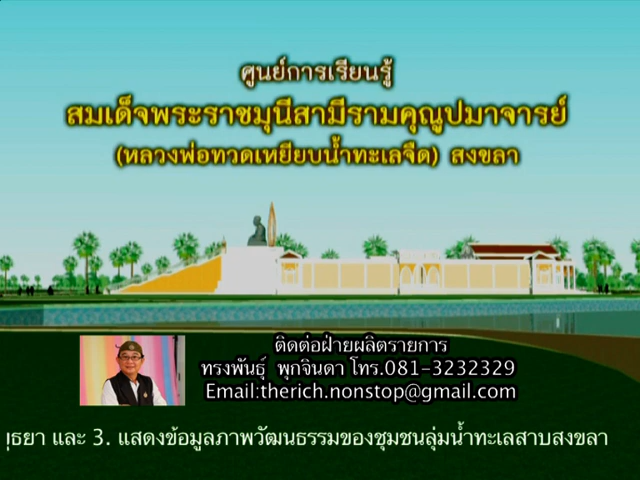 ศูนย์การเรียนรู้
สมเด็จพระราชมุนีสามีรามคุณูปมาจารย์
(หลวงพ่อทวดเหยียบน้ำทะเลจืด) สงขลา
ติดต่อฝ่ายผลิตรายการ
ทรงพันธุ์ พุกจินดา โทร.081-3232329
Email:therich.nonstop@gmail.com
ยุธยา และ 3. แสดงข้อมูลภาพวัฒนธรรมของชุมชนลุ่มน้ำทะเลสาบสงขลา